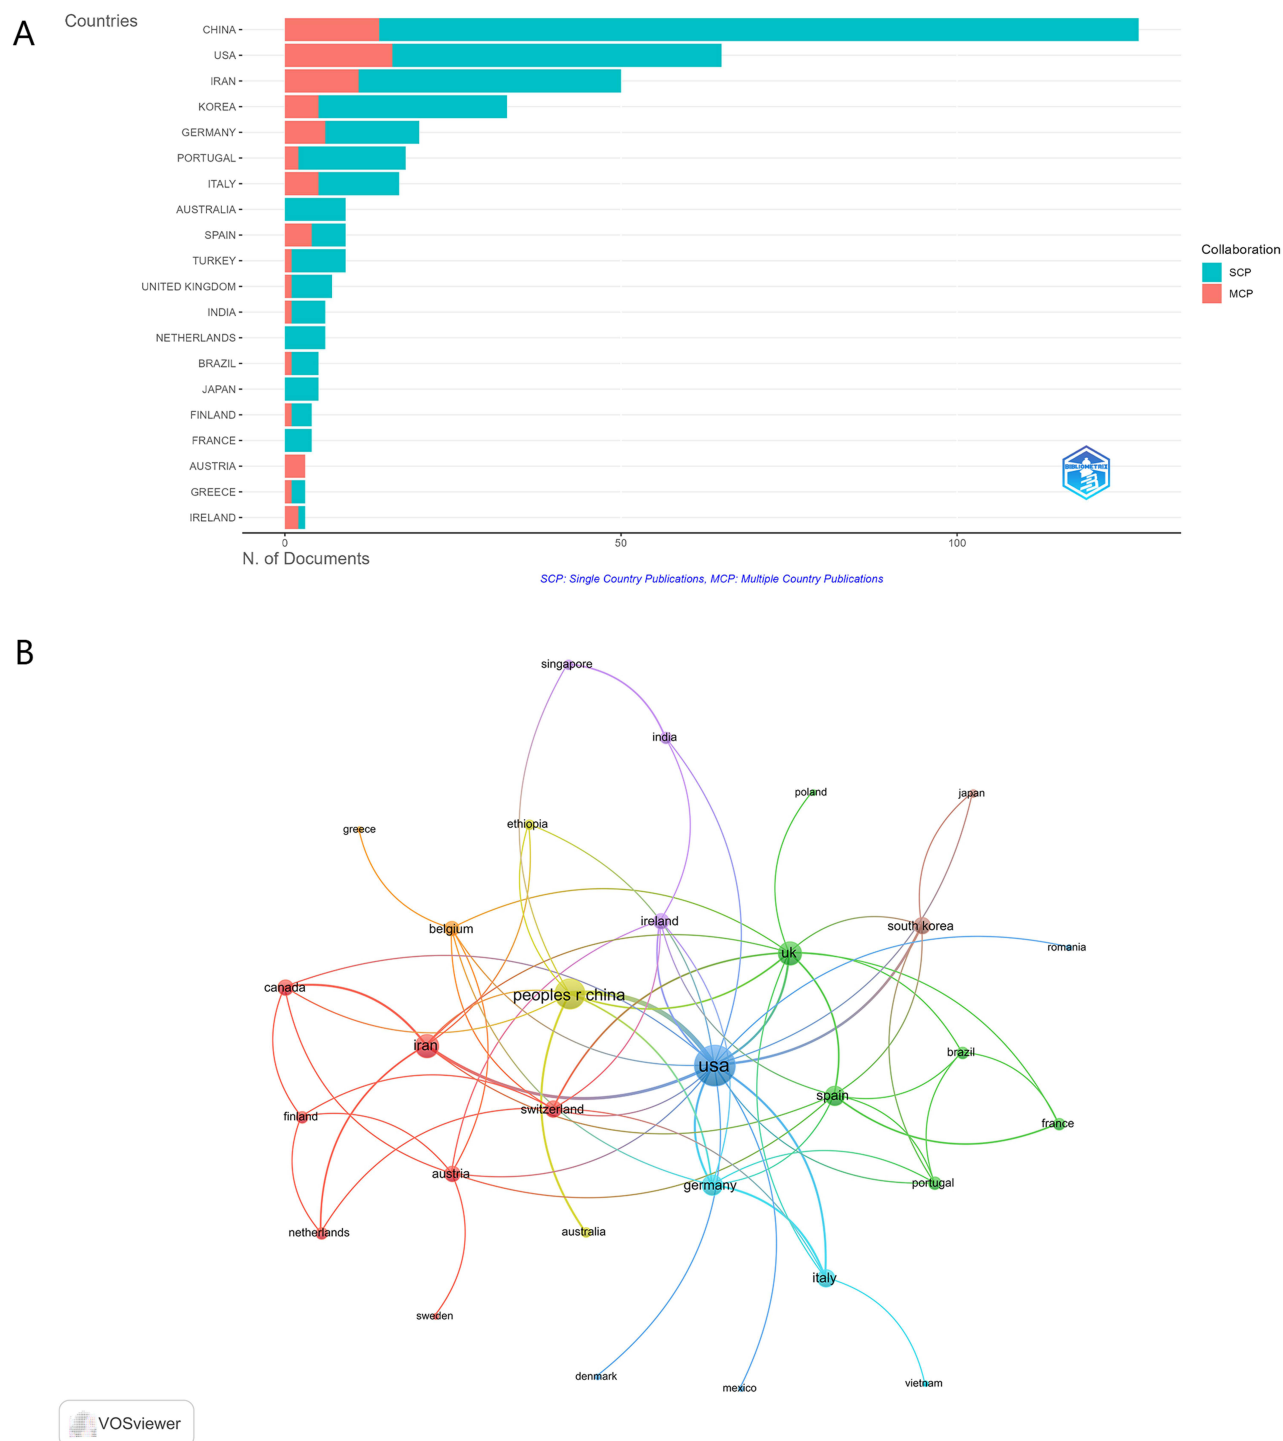 A
Countries
CHINA
USA
IRAN
KOREA
GERMANY
PORTUGAL
ITALY
AUSTRALIA
SPAIN
TURKEY
UNITED KINGDOM
INDIA
NETHERLANDS
BRAZIL
JAPAN
FINLAND
FRANCE
AUSTRIA
GREECE
IRELAND
Collaboration
SCP
MCP
BIBLIOMETRIX
0 50 100
N. of Documents
SCP: Single Country Publications, MCP: Multiple Country Publications
B
singapore
india
poland
japan
ethiopia
greece
ireland
belgium
south korea
romania
uk
canada
peoples r china
iran
brazil
usa
spain
switzerland
finland
france
austria
germany
portugal
netherlands
australia
italy
sweden
denmark
mexico
vietnam
VOSviewer